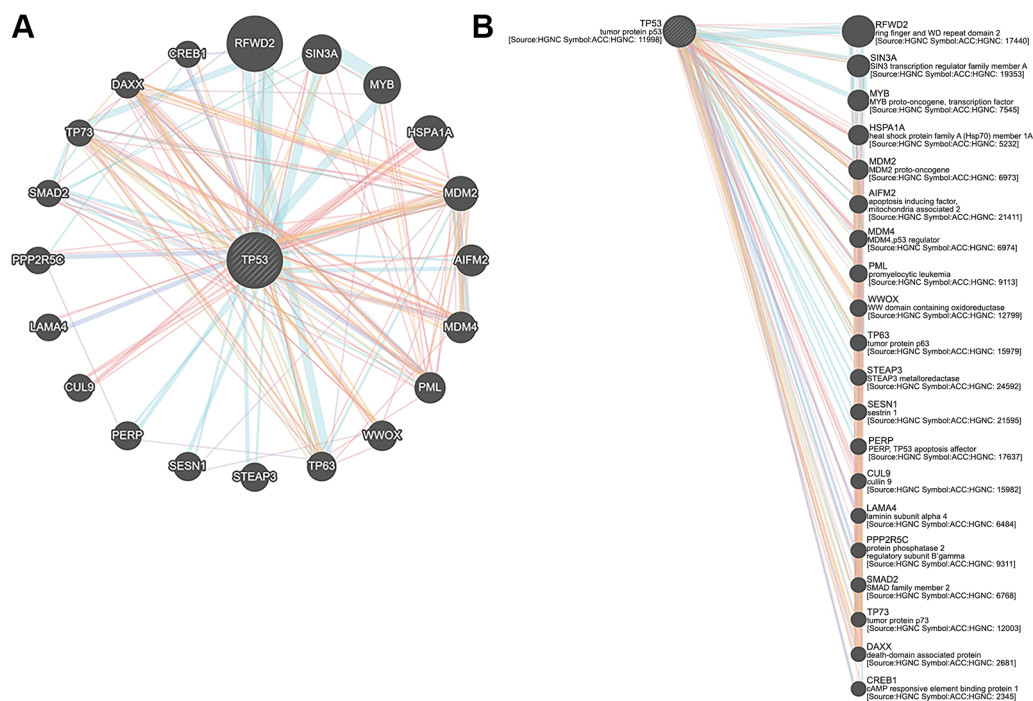 A
RFWD2
SIN3A
MYB
HSPA1A
MDM2
AIFM2
MDM4
PML
WWOX
TP63
STEAP3
SESN1
PERP
CUL9
LAMA4
PPP2R5C
SMAD2
TP73
DAXX
CREB1
TP53
B
TP53
tumor protein p53
[Source:HGNC Symbol:ACC:HGNC: 11998]
RFWD2
ring finger and WD repeat domain 2
[Source:HGNC Symbol:ACC:HGNC: 17440]
SIN3A
SIN3 transcription regulator family member A
[Source:HGNC Symbol:ACC:HGNC: 19353]
MYB
MYB proto-oncogene, transcription factor
[Source:HGNC Symbol:ACC:HGNC: 7545]
HSPA1A
heat shock protein family A (Hsp70) member 1A
[Source:HGNC Symbol:ACC:HGNC: 5232]
MDM2
MDM2 proto-oncogene
[Source:HGNC Symbol:ACC:HGNC: 6973]
AIFM2
apoptosis inducing factor,
mitochondria associated 2
[Source:HGNC Symbol:ACC:HGNC: 21411]
MDM4
MDM4,p53 regulator
[Source:HGNC Symbol:ACC:HGNC: 6974]
PML
promyelocytic leukemia
[Source:HGNC Symbol:ACC:HGNC: 9113]
WWOX
WW domain containing oxidoreductase
[Source:HGNC Symbol:ACC:HGNC: 12799]
TP63
tumor protein p63
[Source:HGNC Symbol:ACC:HGNC: 15979]
STEAP3
STEAP3 metalloredactase
[Source:HGNC Symbol:ACC:HGNC: 24592]
SESN1
sestrin 1
[Source:HGNC Symbol:ACC:HGNC: 21595]
PERP
PERP, TP53 apoptosis affector
[Source:HGNC Symbol:ACC:HGNC: 17637]
CUL9
cullin 9
[Source:HGNC Symbol:ACC:HGNC: 15982]
LAMA4
laminin subunit alpha 4
[Source:HGNC Symbol:ACC:HGNC: 6484]
PPP2R5C
protein phosphatase 2
regulatory subunit B'gamma
[Source:HGNC Symbol:ACC:HGNC: 9311]
SMAD2
SMAD family member 2
[Source:HGNC Symbol:ACC:HGNC: 6768]
TP73
tumor protein p73
[Source:HGNC Symbol:ACC:HGNC: 12003]
DAXX
death-domain associated protein
[Source:HGNC Symbol:ACC:HGNC: 2681]
CREB1
cAMP responsive element binding protein 1
[Source:HGNC Symbol:ACC:HGNC: 2345]